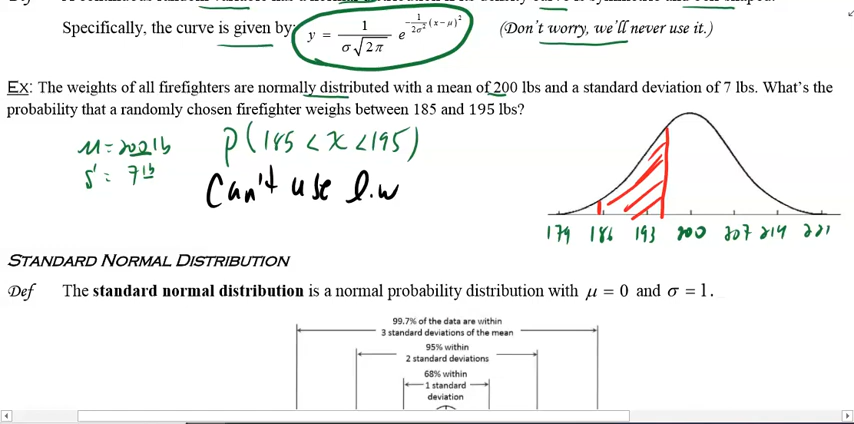 Specifically, the curve is given by: y = 1 / σ√2π e^(-1/2σ² (x−μ)²) (Don't worry, we'll never use it.)
Ex: The weights of all firefighters are normally distributed with a mean of 200 lbs and a standard deviation of 7 lbs. What's the
probability that a randomly chosen firefighter weighs between 185 and 195 lbs?
μ = 200 lb
P(185 < x < 195)
S = 7 lb
Can't use l.w
179 186 193 200 207 214 221
STANDARD NORMAL DISTRIBUTION
Def The standard normal distribution is a normal probability distribution with μ = 0 and σ = 1.
99.7% of the data are within
3 standard deviations of the mean
95% within
2 standard deviations
68% within
1 standard
deviation